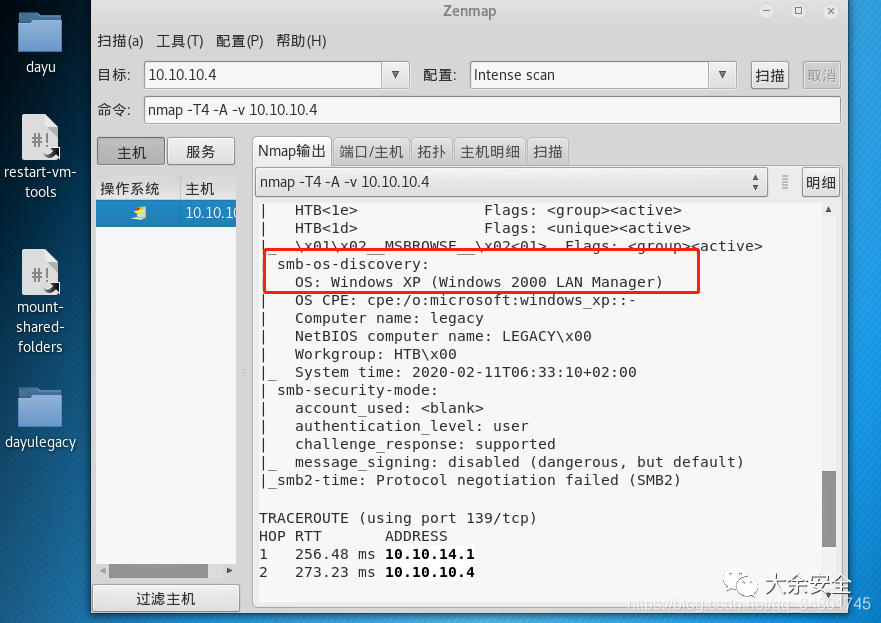 Zenmap
dayu
restart-vm-
tools
mount-
shared-
folders
dayulegacy
扫描(a) 工具(T) 配置(P) 帮助(H)
目标: 10.10.10.4 配置: Intense scan 扫描 取消
命令: nmap -T4 -A -v 10.10.10.4
主机 服务
操作系统 主机
10.10.10
过滤主机
Nmap输出 端口/主机 拓扑 主机明细 扫描
nmap -T4 -A -v 10.10.10.4 明细
|   HTB<1e>              Flags: <group><active>
|   HTB<1d>              Flags: <unique><active>
|_  \x01\x02__MSBROWSE__\x02<01>  Flags: <group><active>
smb-os-discovery:
OS: Windows XP (Windows 2000 LAN Manager)
|   OS CPE: cpe:/o:microsoft:windows_xp::-
|   Computer name: legacy
|   NetBIOS computer name: LEGACY\x00
|   Workgroup: HTB\x00
|_  System time: 2020-02-11T06:33:10+02:00
| smb-security-mode:
|   account_used: <blank>
|   authentication_level: user
|   challenge_response: supported
|_  message_signing: disabled (dangerous, but default)
|_smb2-time: Protocol negotiation failed (SMB2)
TRACEROUTE (using port 139/tcp)
HOP RTT       ADDRESS
1   256.48 ms 10.10.14.1
2   273.23 ms 10.10.10.4
大余安全
https://blog.csdn.net/qq_34801745